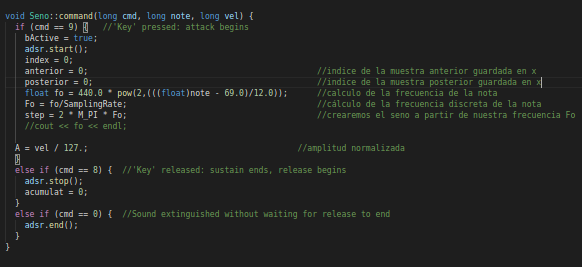 void Seno::command(long cmd, long note, long vel) {
if (cmd == 9) { //'Key' pressed: attack begins
bActive = true;
adsr.start();
index = 0;
anterior = 0; //indice de la muestra anterior guardada en x
posterior = 0; //indice de la muestra posterior guardada en x
float fo = 440.0 * pow(2,(((float)note - 69.0)/12.0)); //calculo de la frecuencia de la nota
Fo = fo/SamplingRate; //cálculo de la frecuencia discreta de la nota
step = 2 * M_PI * Fo; //crearemos el seno a partir de nuestra frecuencia Fo
//cout << fo << endl;
A = vel / 127.; //amplitud normalizada
}
else if (cmd == 8) { //'Key' released: sustain ends, release begins
adsr.stop();
acumulat = 0;
}
else if (cmd == 0) { //Sound extinguished without waiting for release to end
adsr.end();
}
}